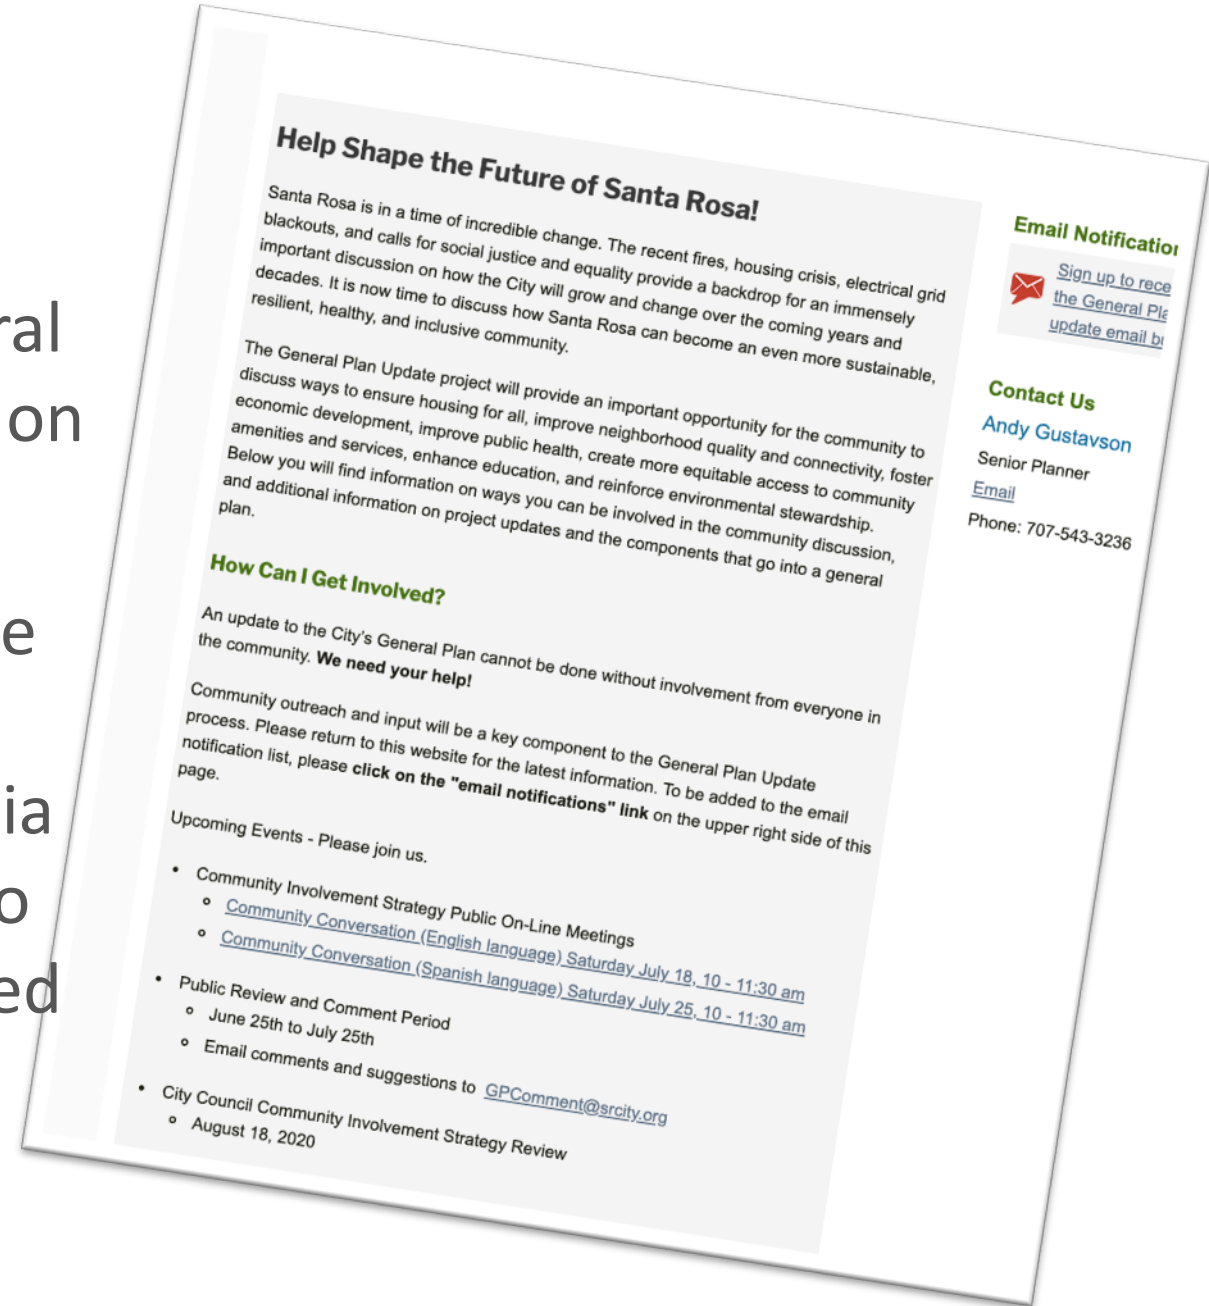 ral
on
e
ia
o
ed
Help Shape the Future of Santa Rosa!
Santa Rosa is in a time of incredible change. The recent fires, housing crisis, electrical grid
blackouts, and calls for social justice and equality provide a backdrop for an immensely
important discussion on how the City will grow and change over the coming years and
decades. It is now time to discuss how Santa Rosa can become an even more sustainable,
resilient, healthy, and inclusive community.
The General Plan Update project will provide an important opportunity for the community to
discuss ways to ensure housing for all, improve neighborhood quality and connectivity, foster
economic development, improve public health, create more equitable access to community
amenities and services, enhance education, and reinforce environmental stewardship.
Below you will find information on ways you can be involved in the community discussion,
and additional information on project updates and the components that go into a general
plan.
How Can I Get Involved?
An update to the City's General Plan cannot be done without involvement from everyone in
the community. We need your help!
Community outreach and input will be a key component to the General Plan Update
process. Please return to this website for the latest information. To be added to the email
notification list, please click on the "email notifications" link on the upper right side of this
page.
Upcoming Events - Please join us.
• Community Involvement Strategy Public On-Line Meetings
∘ Community Conversation (English language) Saturday July 18, 10 - 11:30 am
∘ Community Conversation (Spanish language) Saturday July 25, 10 - 11:30 am
• Public Review and Comment Period
∘ June 25th to July 25th
∘ Email comments and suggestions to GPComment@srcity.org
• City Council Community Involvement Strategy Review
∘ August 18, 2020
Email Notification
Sign up to rece
the General Pla
update email
Contact Us
Andy Gustavson
Senior Planner
Email
Phone: 707-543-3236